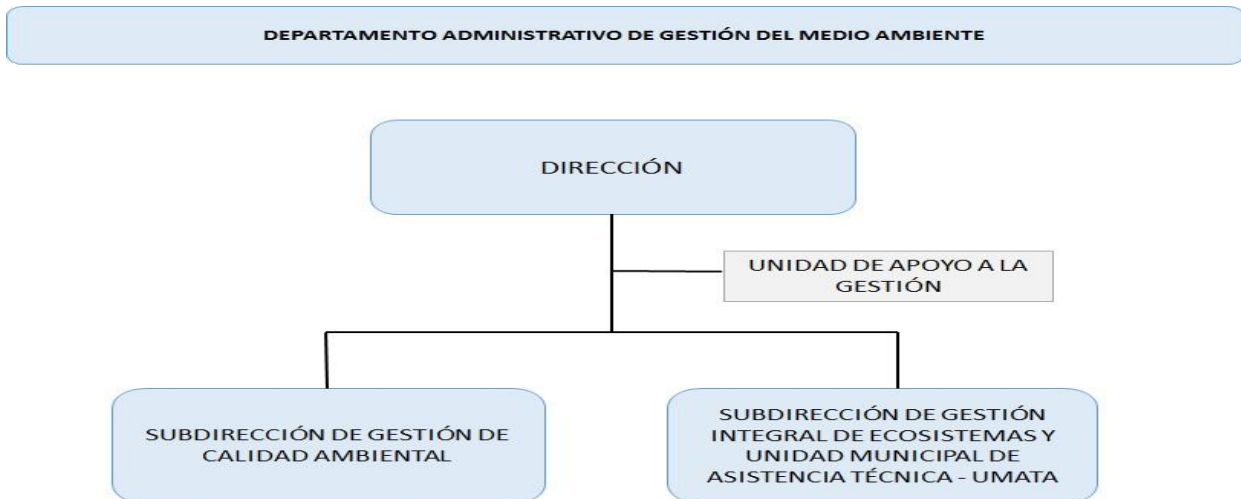 DEPARTAMENTO ADMINISTRATIVO DE GESTIÓN DEL MEDIO AMBIENTE
DIRECCIÓN
UNIDAD DE APOYO A LA
GESTIÓN
SUBDIRECCIÓN DE GESTIÓN DE
CALIDAD AMBIENTAL
SUBDIRECCIÓN DE GESTIÓN
INTEGRAL DE ECOSISTEMAS Y
UNIDAD MUNICIPAL DE
ASISTENCIA TÉCNICA - UMATA